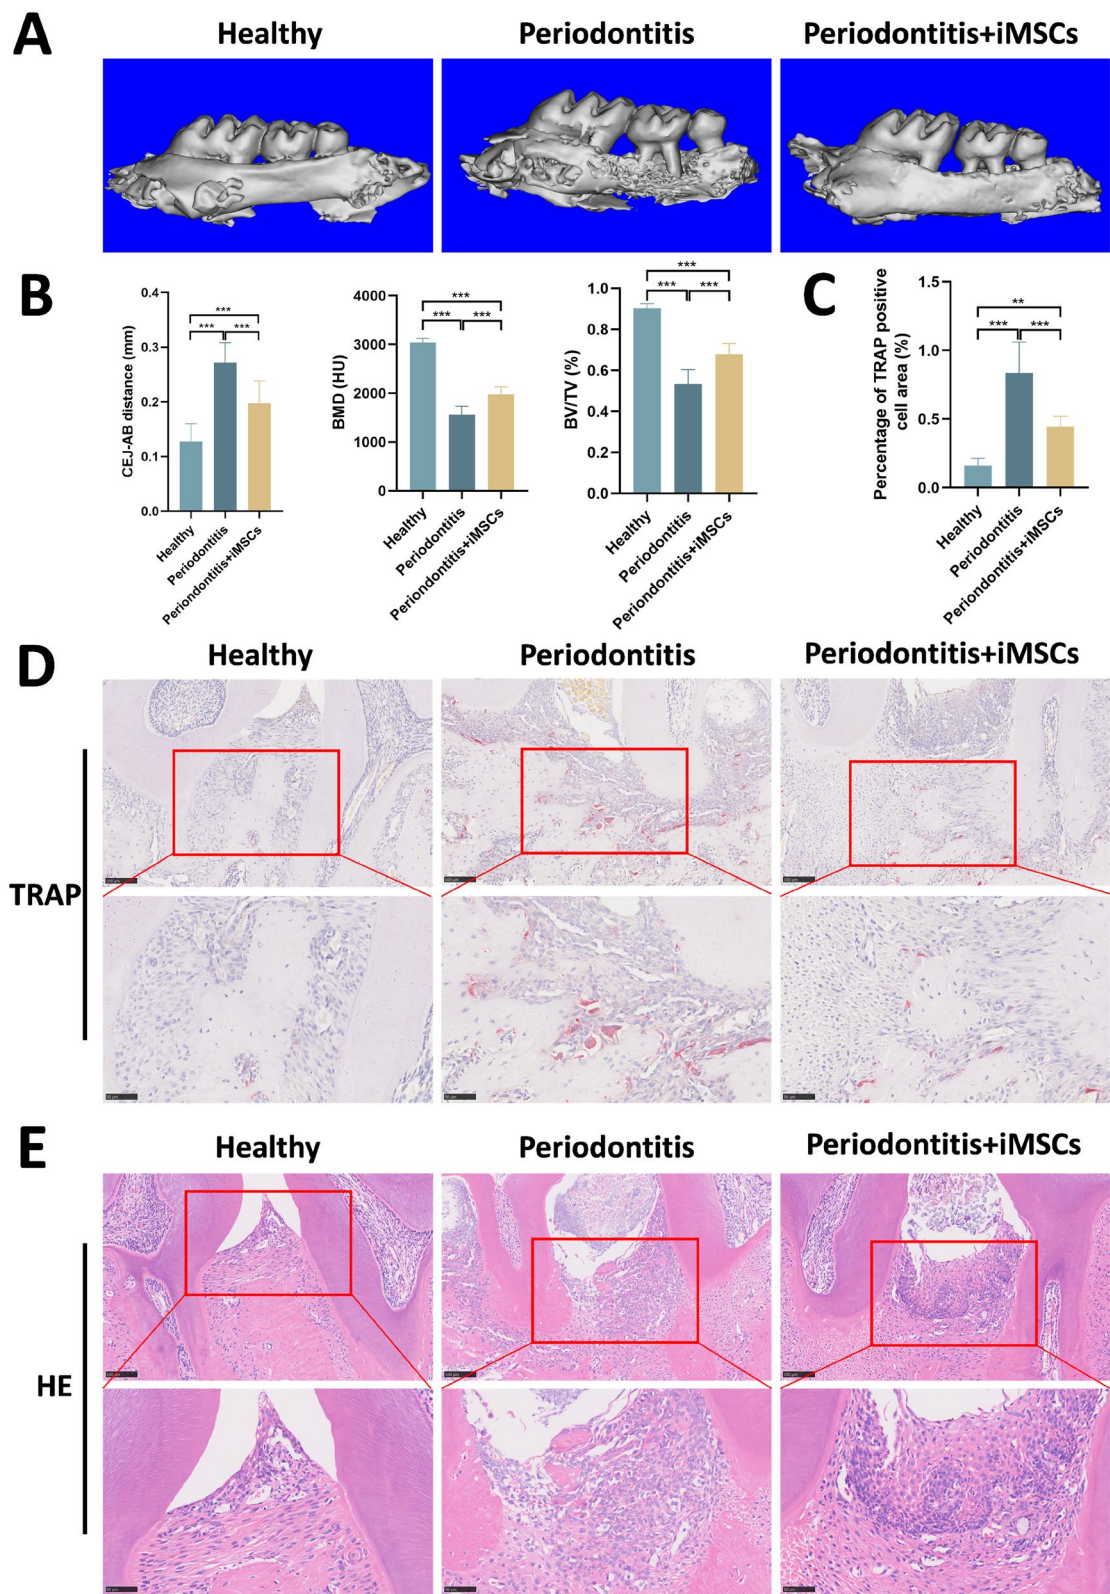 A
Healthy
Periodontitis
Periodontitis+iMSCs
B
CEJ-AB distance (mm)
0.4
0.3
0.2
0.1
0.0
***
***
***
Healthy
Periodontitis
Periondontitis+iMSCs
BMD (HU)
4000
3000
2000
1000
0
***
***
***
Healthy
Periodontitis
Periondontitis+iMSCs
BV/TV (%)
1.0
0.8
0.6
0.4
0.2
0.0
***
***
***
Healthy
Periodontitis
Periondontitis+iMSCs
C
Percentage of TRAP positive
cell area (%)
1.5
1.0
0.5
0.0
**
***
***
Healthy
Periodontitis
Periondontitis+iMSCs
D
Healthy
Periodontitis
Periodontitis+iMSCs
TRAP
E
Healthy
Periodontitis
Periodontitis+iMSCs
HE